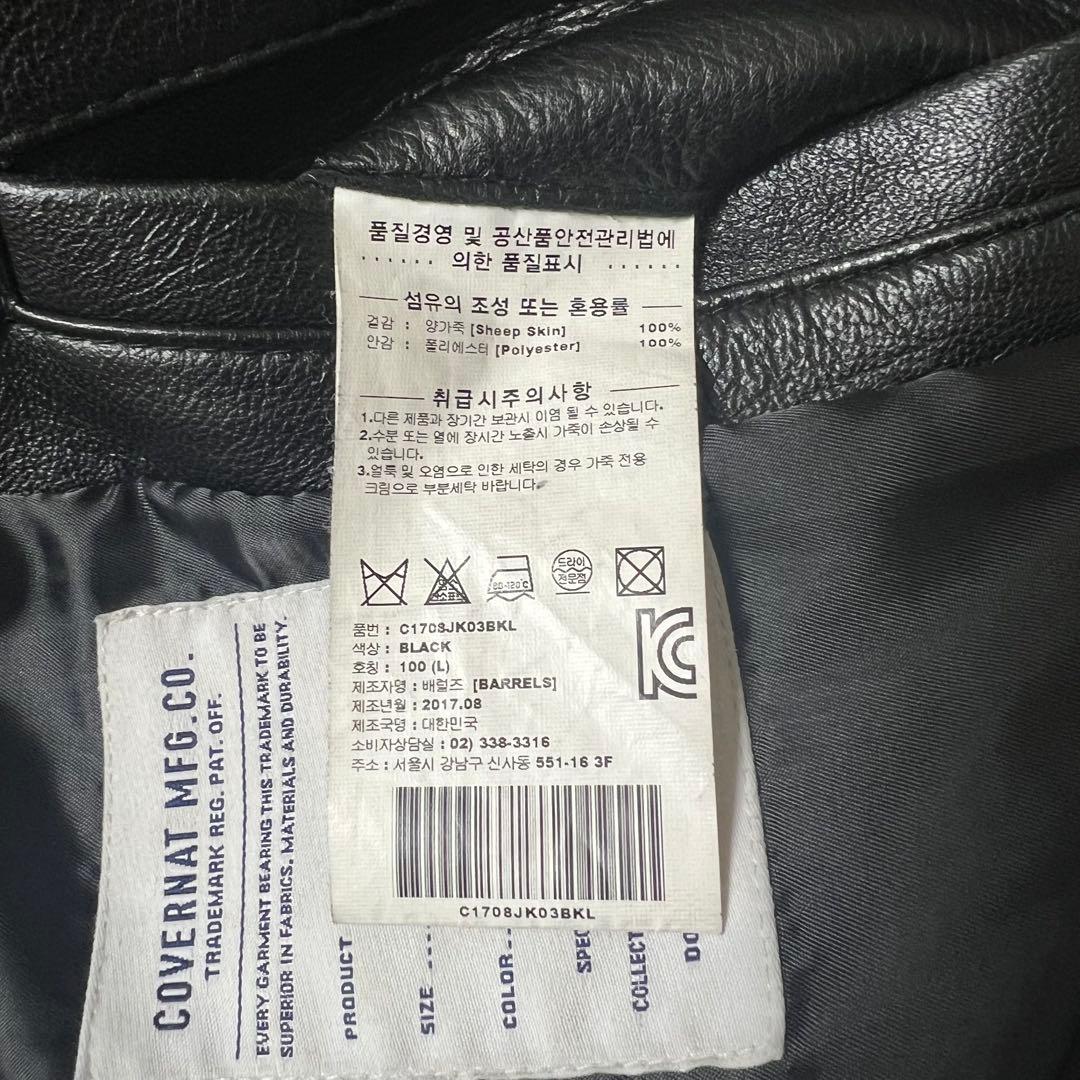 품질경영 및 공산품안전관리법에
······ 의한 품질표시 ······
섬유의 조성 또는 혼용률
겉감 : 양가죽 [Sheep Skin] 100%
안감 : 폴리에스터 [Polyester] 100%
취급시주의사항
1.다른 제품과 장기간 보관시 이염 될 수 있습니다.
2.수분 또는 열에 장시간 노출시 가죽이 손상될 수
있습니다.
3.얼룩 및 오염으로 인한 세탁의 경우 가죽 전용
크림으로 부분세탁 바랍니다.
80-120°C
드라이
전문점
품번 : C1708JK03BKL
색상 : BLACK
호칭 : 100 (L)
제조자명 : 배럴즈 [BARRELS]
제조년월 : 2017.08
제조국명 : 대한민국
소비자상담실 : 02) 338-3316
주소 : 서울시 강남구 신사동 551-16 3F
C1708JK03BKL
COVERNAT MFG.CO.
TRADEMARK REG. PAT. OFF.
EVERY GARMENT BEARING THIS TRADEMARK TO BE
SUPERIOR IN FABRICS, MATERIALS AND DURABILITY.
PRODUCT
SIZE ----
COLOR---
SPEC
COLLECT
DO